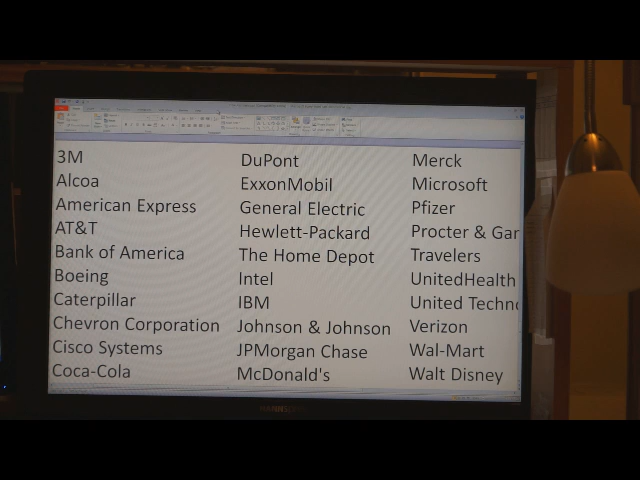 3M
Alcoa
American Express
AT&T
Bank of America
Boeing
Caterpillar
Chevron Corporation
Cisco Systems
Coca-Cola
DuPont
ExxonMobil
General Electric
Hewlett-Packard
The Home Depot
Intel
IBM
Johnson & Johnson
JPMorgan Chase
McDonald's
Merck
Microsoft
Pfizer
Procter & Gar
Travelers
UnitedHealth
United Techno
Verizon
Wal-Mart
Walt Disney